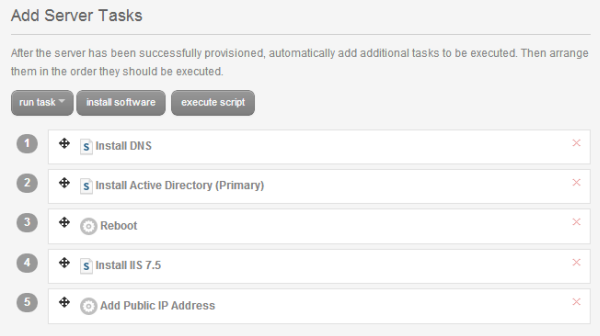 Add Server Tasks
After the server has been successfully provisioned, automatically add additional tasks to be executed. Then arrange
them in the order they should be executed.
run task install software execute script
1 Install DNS
2 Install Active Directory (Primary)
3 Reboot
4 Install IIS 7.5
5 Add Public IP Address